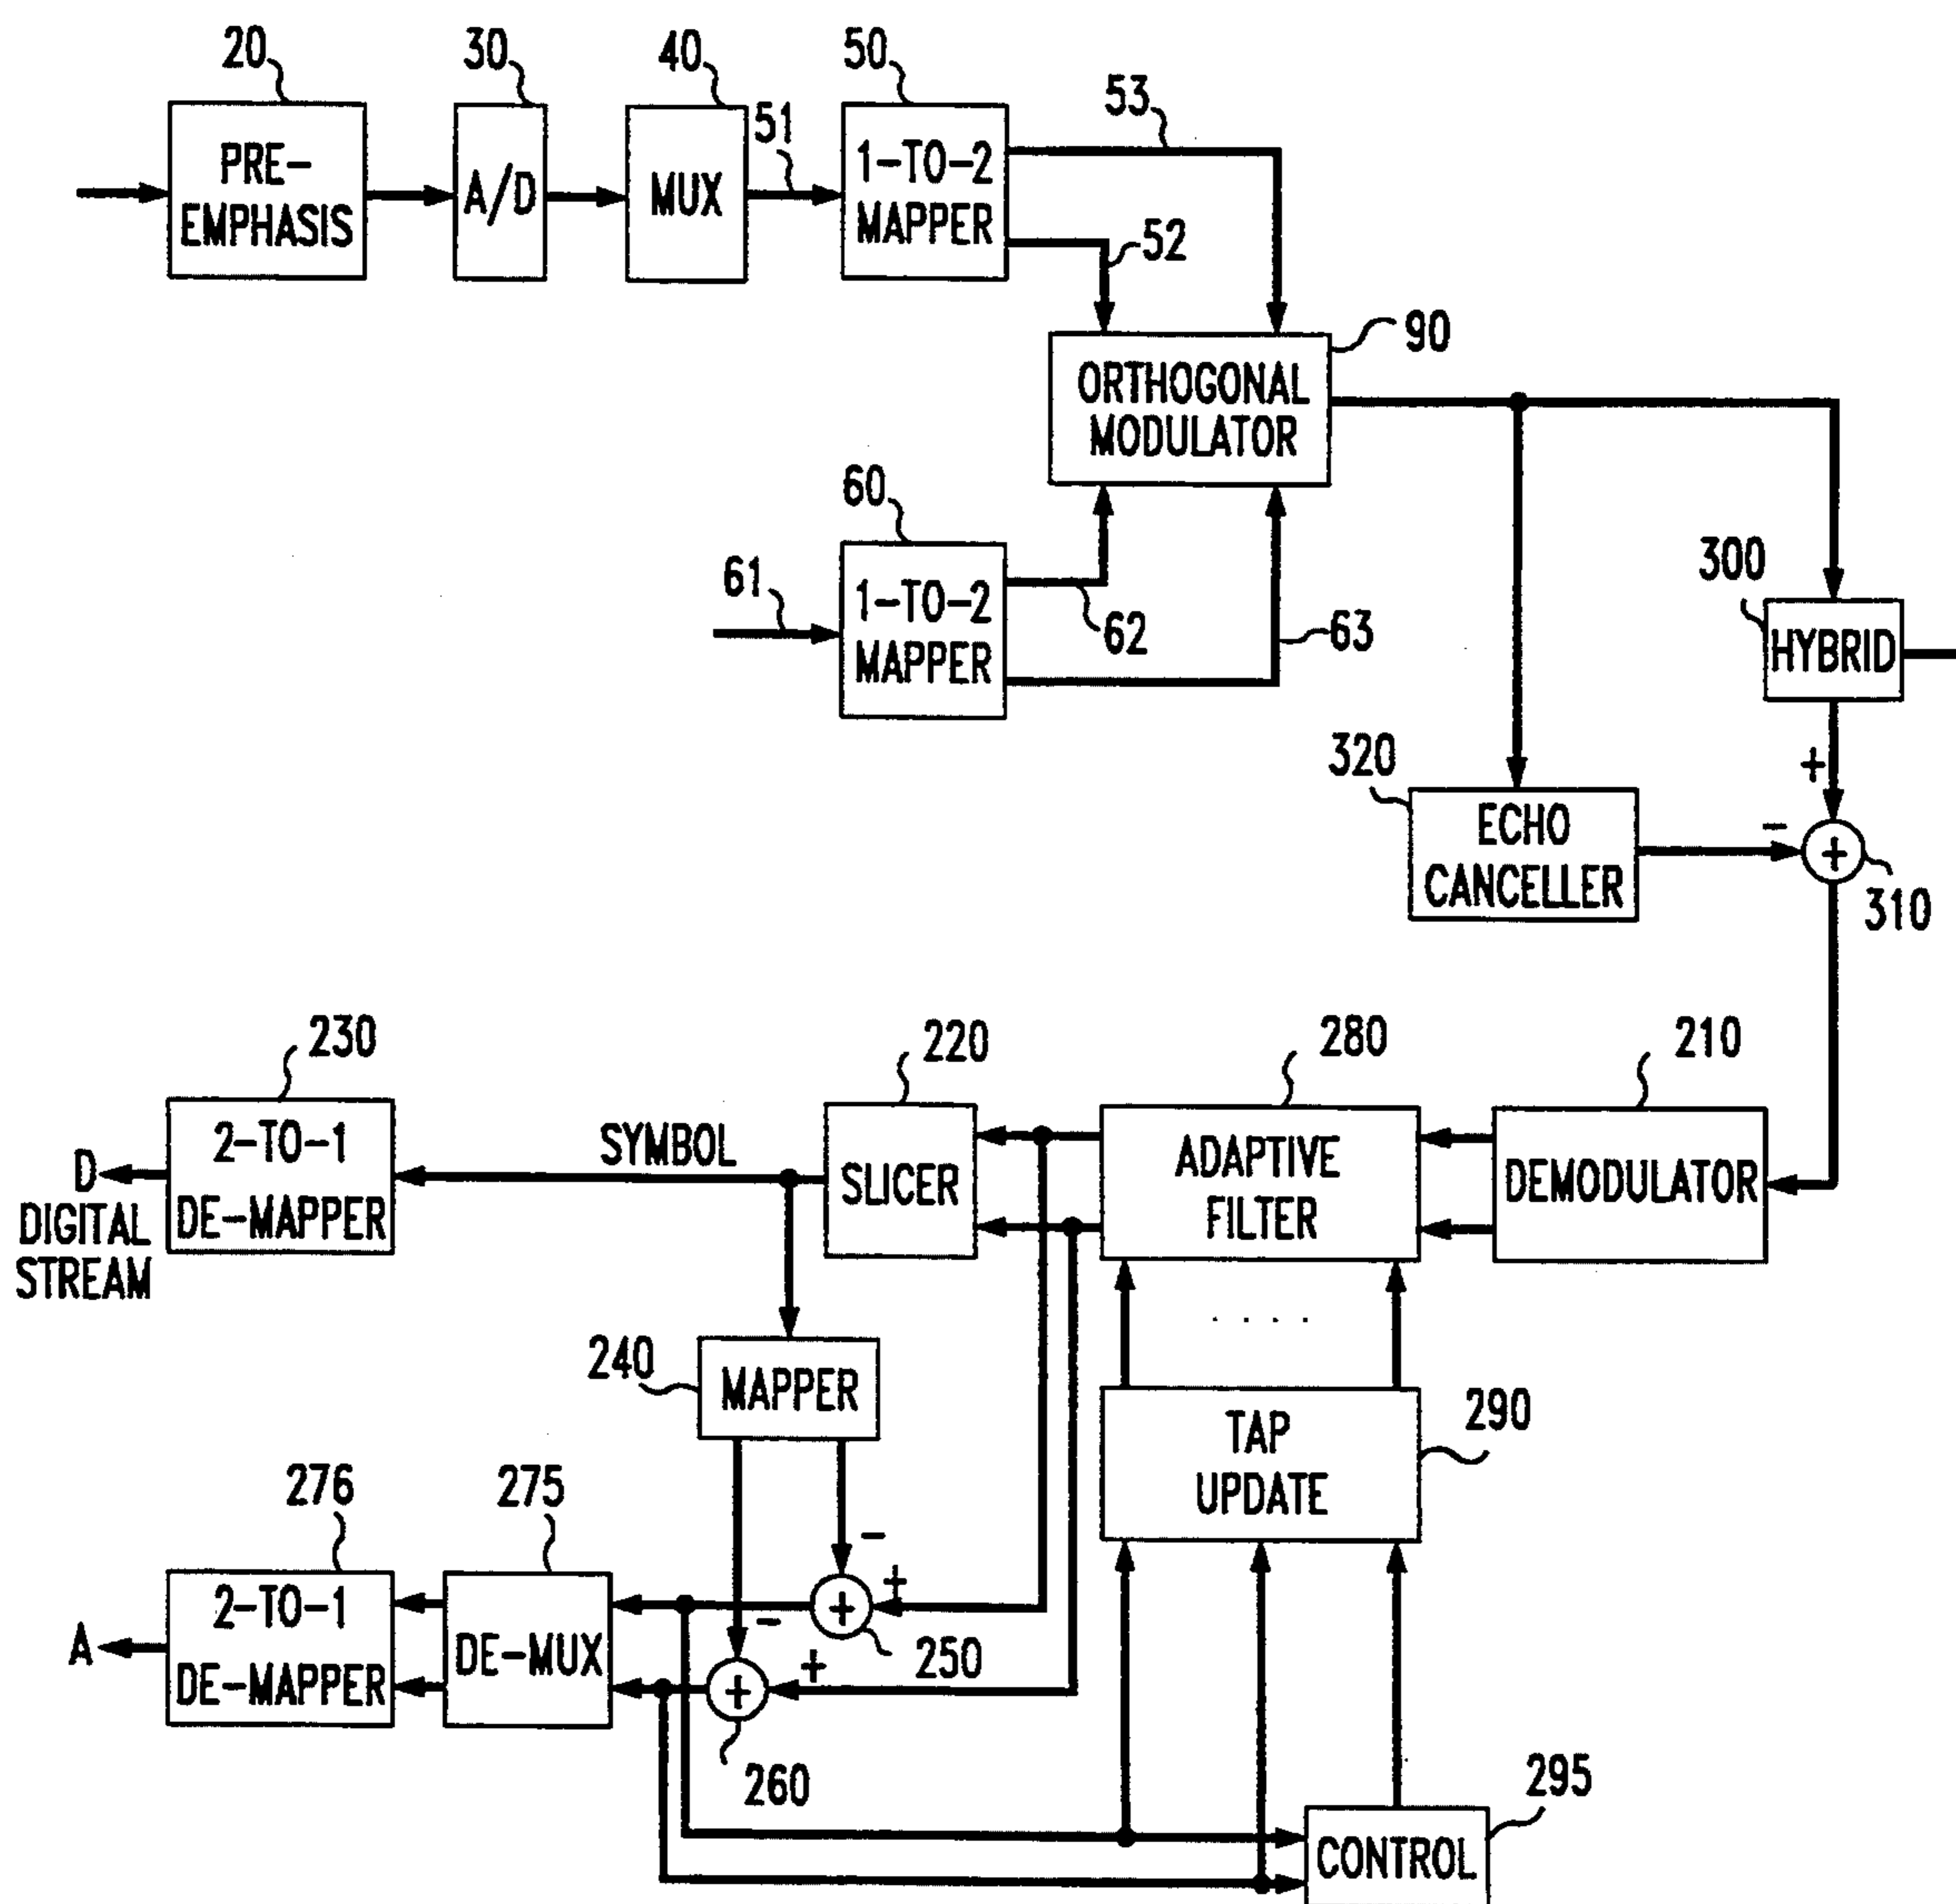 20
30
40
50
51
53
PRE-
EMPHASIS
A/D
MUX
1-TO-2
MAPPER
52
90
ORTHOGONAL
MODULATOR
60
61
1-TO-2
MAPPER
62
63
300
HYBRID
320
+
ECHO
CANCELLER
-
+
310
230
220
280
210
2-TO-1
DE-MAPPER
D
DIGITAL
STREAM
SYMBOL
SLICER
ADAPTIVE
FILTER
DEMODULATOR
. . . .
240
MAPPER
TAP
UPDATE
290
276
275
-
+
2-TO-1
DE-MAPPER
A
DE-MUX
+
250
-
+
+
260
295
CONTROL